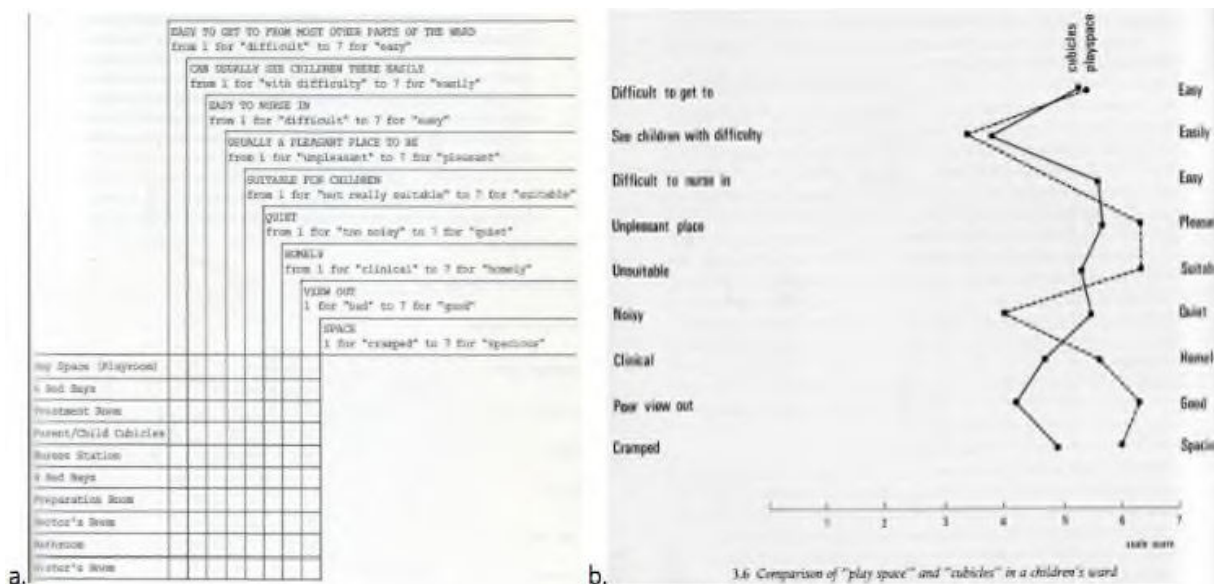 EASY TO GET TO FROM MOST OTHER PARTS OF THE WARD
from 1 for "difficult" to 7 for "easy"
CAN USUALLY SEE CHILDREN THERE EASILY
from 1 for "with difficulty" to 7 for "easily"
EASY TO NURSE IN
from 1 for "difficult" to 7 for "easy"
USUALLY A PLEASANT PLACE TO BE
from 1 for "unpleasant" to 7 for "pleasant"
SUITABLE FOR CHILDREN
from 1 for "not really suitable" to 7 for "suitable"
QUIET
from 1 for "too noisy" to 7 for "quiet"
HOMELY
from 1 for "clinical" to 7 for "homely"
VIEW OUT
1 for "bad" to 7 for "good"
SPACE
1 for "cramped" to 7 for "spacious"
Space (Playroom)
Bed Bays
Treatment Room
Parent/Child Cubicles
Nurses Station
Bed Bays
Preparation Room
Doctor's Room
Bathroom
Room
a.
cubicles
playspace
Difficult to get to Easy
See children with difficulty Easily
Difficult to nurse in Easy
Unpleasant place Please
Unsuitable Suitab
Noisy Quiet
Clinical Homel
Poor view out Good
Cramped Spacio
1 2 3 4 5 6 7
scale score
b.
3.6 Comparison of "play space" and "cubicles" in a children's ward